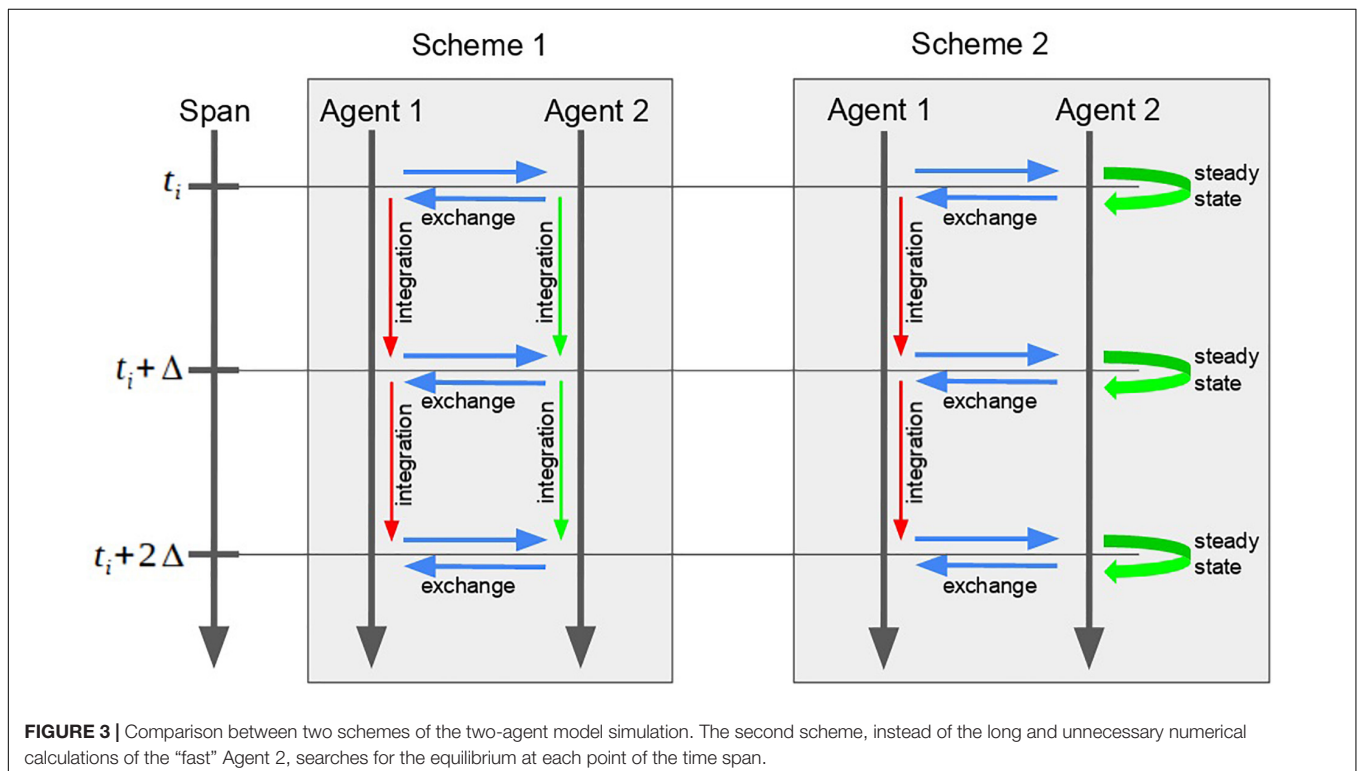 Scheme 1
Scheme 2
Span
Agent 1
Agent 2
Agent 1
Agent 2
t_i
exchange
steady
state
exchange
integration
integration
integration
t_i+Δ
exchange
steady
state
exchange
integration
integration
integration
t_i+2Δ
exchange
steady
state
exchange
FIGURE 3 | Comparison between two schemes of the two-agent model simulation. The second scheme, instead of the long and unnecessary numerical
calculations of the “fast” Agent 2, searches for the equilibrium at each point of the time span.